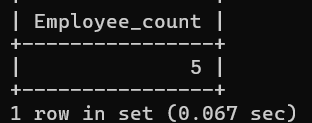 | Employee_count |
+----------------+
|              5 |
+----------------+
1 row in set (0.067 sec)